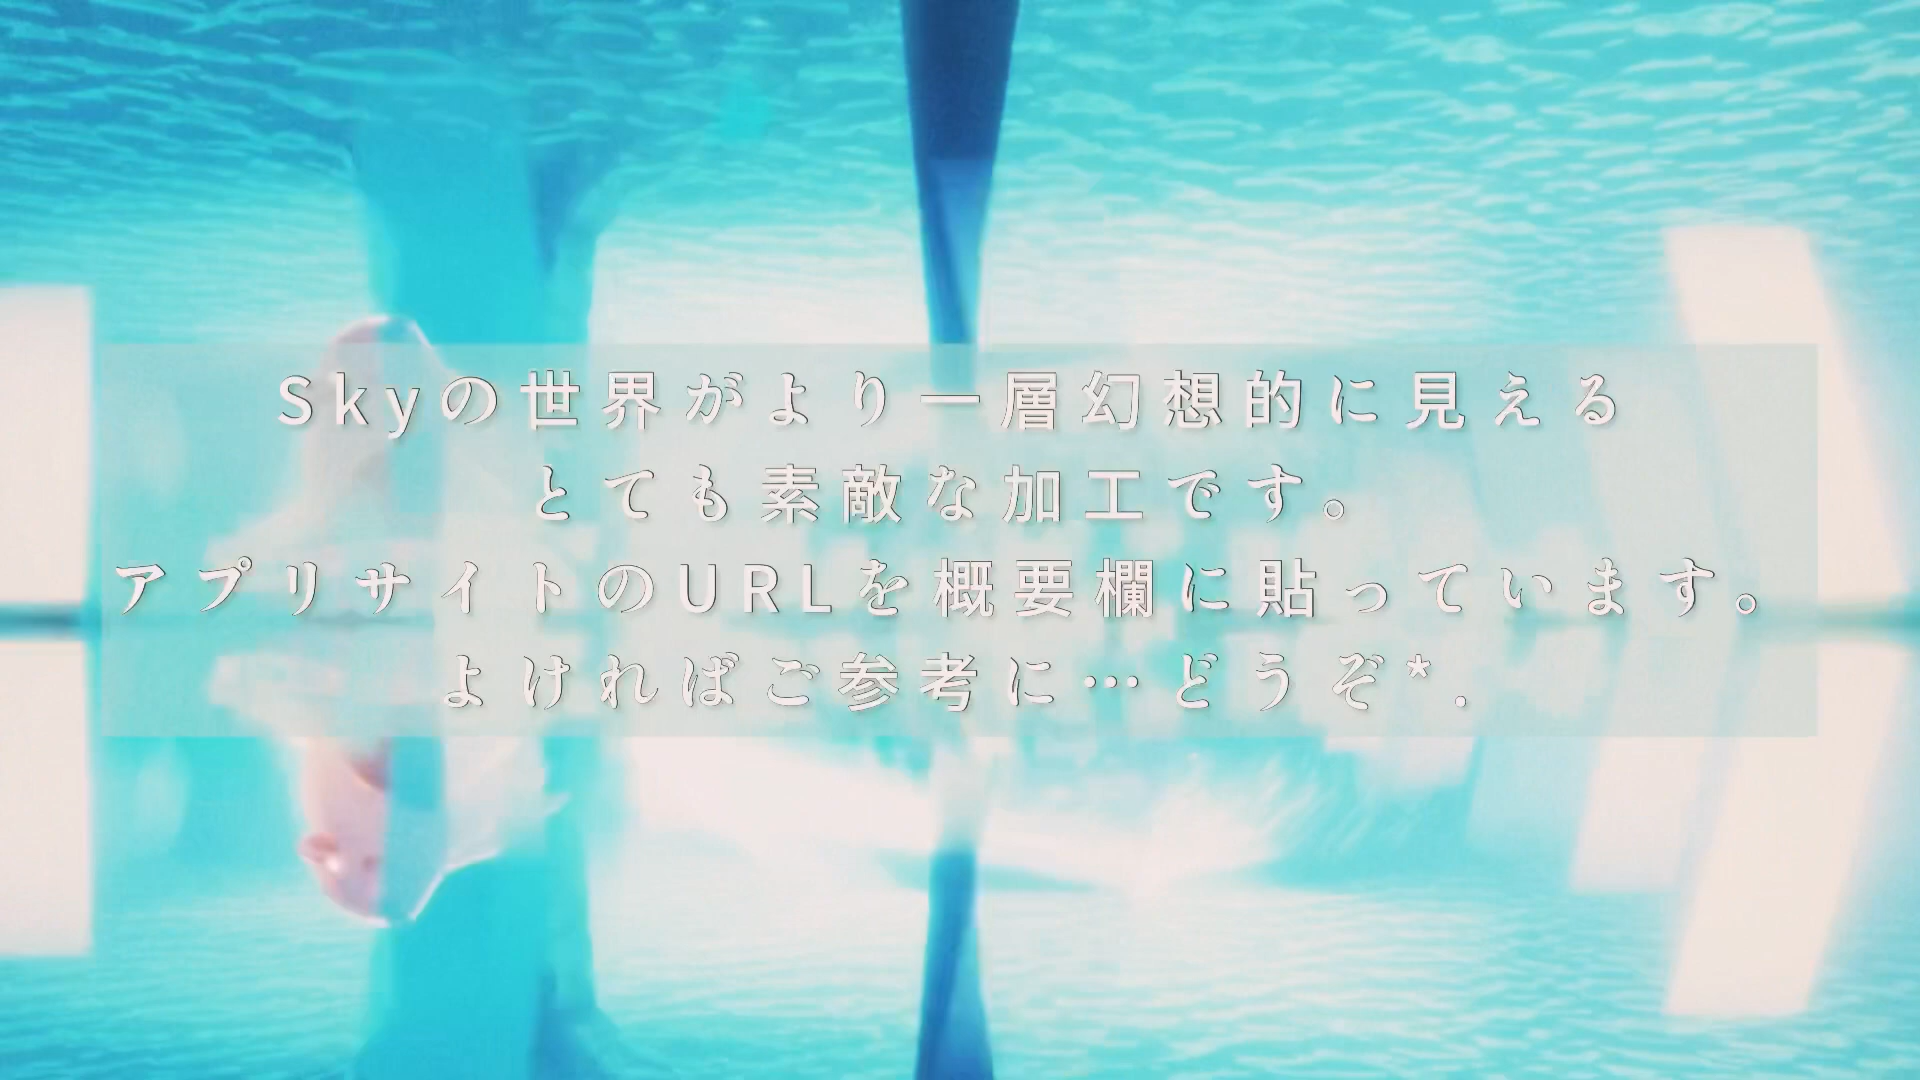 Skyの世界がより一層幻想的に見える
とても素敵な加工です。
アプリサイトのURLを概要欄に貼っています。
よければご参考に…どうぞ*.